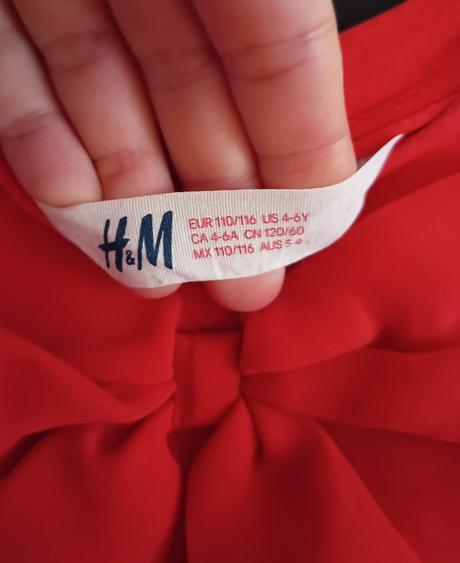 H&M
EUR 110/116 US 4-6Y
CA 4-6A CN 120/60
MX 110/116 AUS